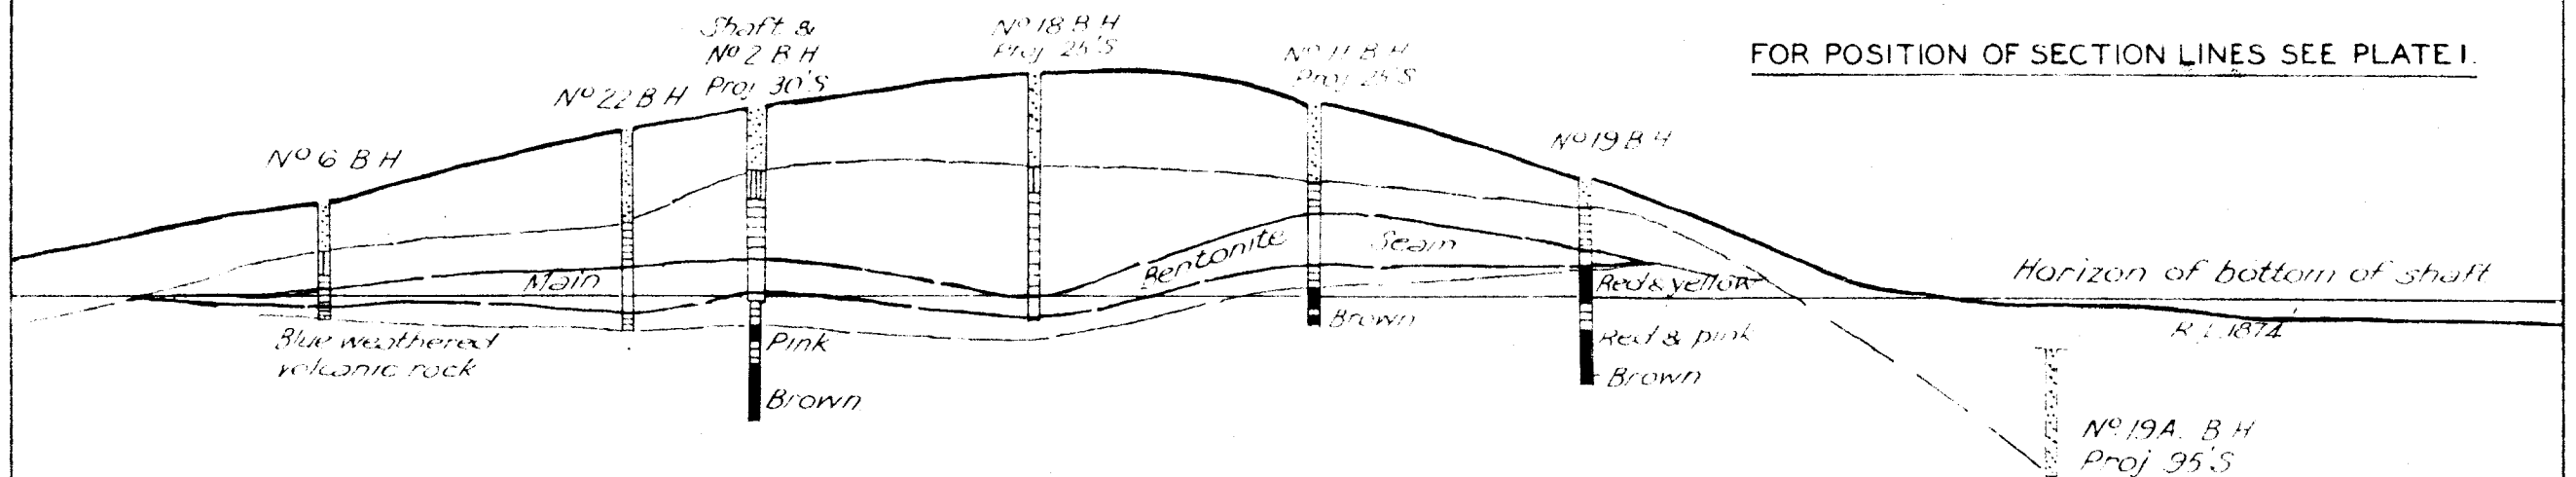 Shaft &
Nº 2 B H
Proj 30'S
Nº 18 B H
Proj 25'S
Nº 11 B H
Proj 25'S
FOR POSITION OF SECTION LINES SEE PLATE I.
Nº 22 B H
Nº 6 B H
Nº 19 B H
Main
Bentonite
Seam
Horizon of bottom of shaft
R L 1874'
Red & yellow
Brown
Blue weathered
volcanic rock
Pink
Red & pink
Brown
Brown
Nº 19A. B H
Proj 95'S